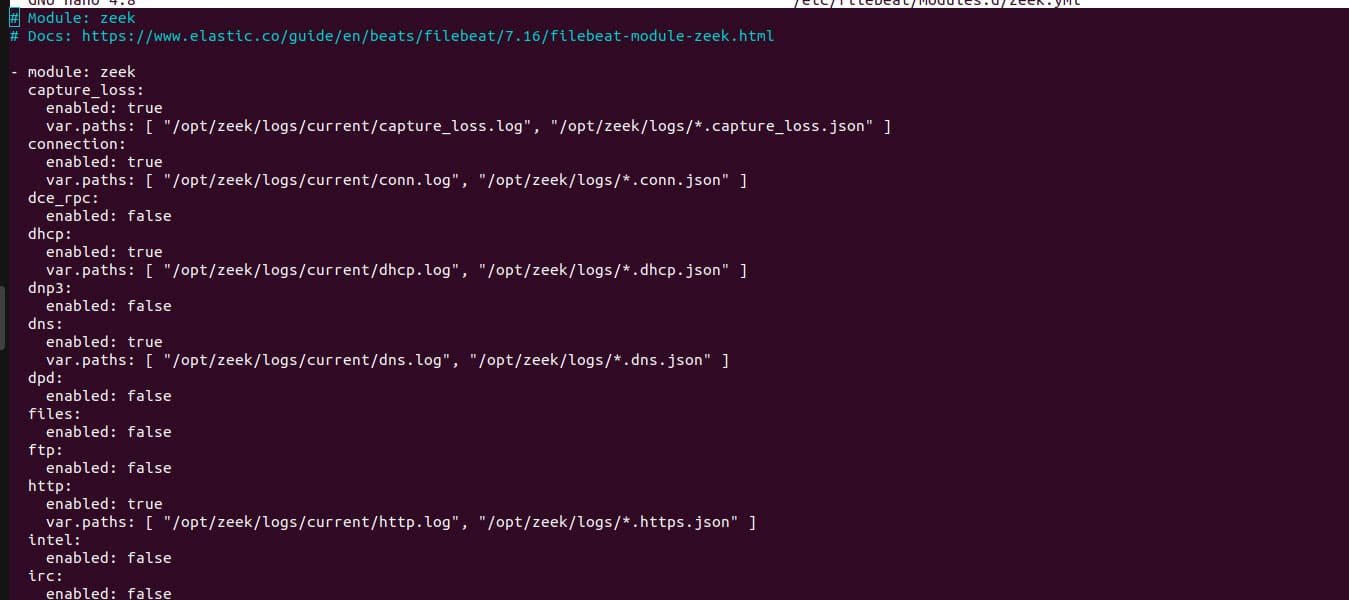 GNU nano 4.8 /etc/filebeat/modules.d/zeek.yml
# Module: zeek
# Docs: https://www.elastic.co/guide/en/beats/filebeat/7.16/filebeat-module-zeek.html
- module: zeek
capture_loss:
enabled: true
var.paths: [ "/opt/zeek/logs/current/capture_loss.log", "/opt/zeek/logs/*.capture_loss.json" ]
connection:
enabled: true
var.paths: [ "/opt/zeek/logs/current/conn.log", "/opt/zeek/logs/*.conn.json" ]
dce_rpc:
enabled: false
dhcp:
enabled: true
var.paths: [ "/opt/zeek/logs/current/dhcp.log", "/opt/zeek/logs/*.dhcp.json" ]
dnp3:
enabled: false
dns:
enabled: true
var.paths: [ "/opt/zeek/logs/current/dns.log", "/opt/zeek/logs/*.dns.json" ]
dpd:
enabled: false
files:
enabled: false
ftp:
enabled: false
http:
enabled: true
var.paths: [ "/opt/zeek/logs/current/http.log", "/opt/zeek/logs/*.https.json" ]
intel:
enabled: false
irc:
enabled: false